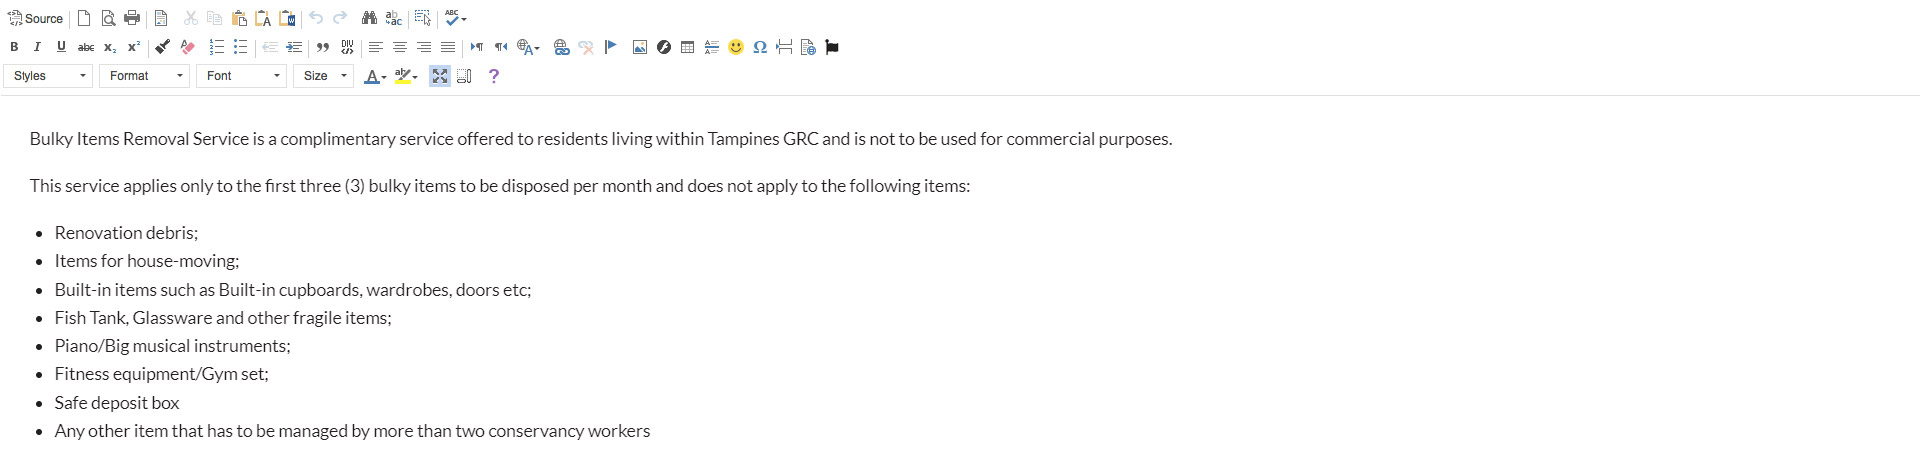 Source
B I U abc x₂ x²
Styles Format Font Size A ?
Bulky Items Removal Service is a complimentary service offered to residents living within Tampines GRC and is not to be used for commercial purposes.
This service applies only to the first three (3) bulky items to be disposed per month and does not apply to the following items:
• Renovation debris;
• Items for house-moving;
• Built-in items such as Built-in cupboards, wardrobes, doors etc;
• Fish Tank, Glassware and other fragile items;
• Piano/Big musical instruments;
• Fitness equipment/Gym set;
• Safe deposit box
• Any other item that has to be managed by more than two conservancy workers